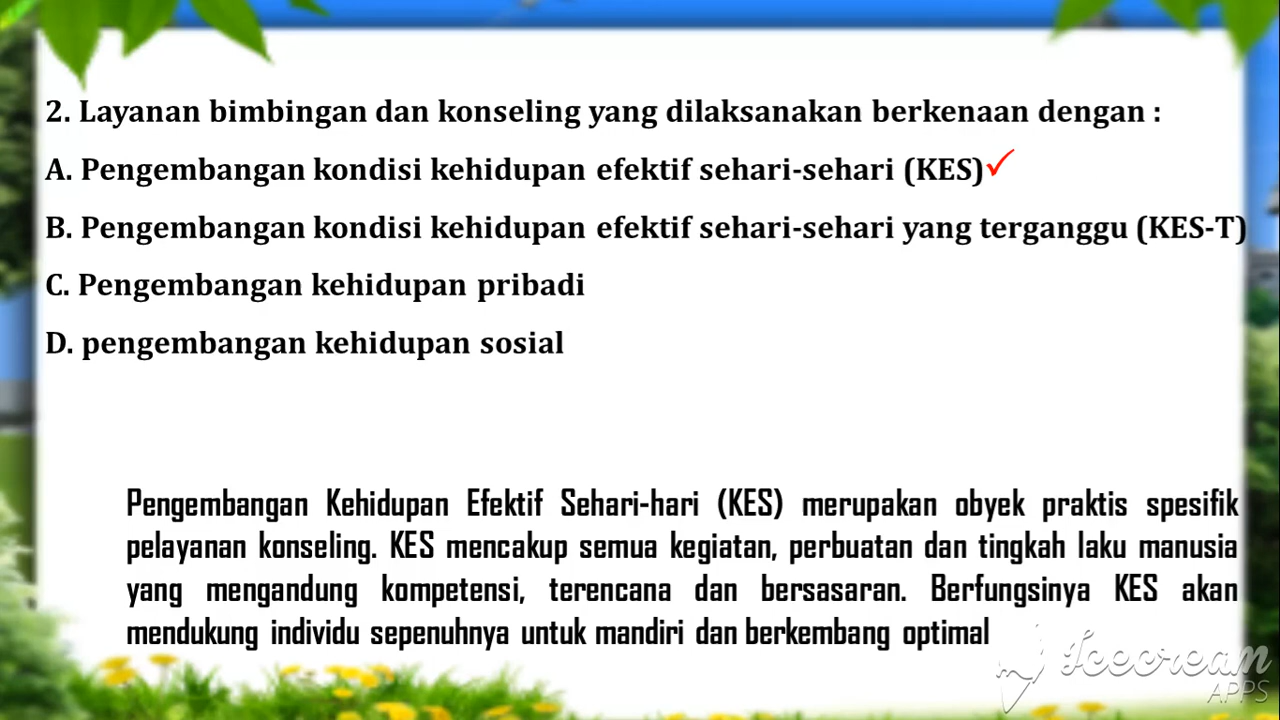 2. Layanan bimbingan dan konseling yang dilaksanakan berkenaan dengan :
A. Pengembangan kondisi kehidupan efektif sehari-sehari (KES)✓
B. Pengembangan kondisi kehidupan efektif sehari-sehari yang terganggu (KES-T)
C. Pengembangan kehidupan pribadi
D. pengembangan kehidupan sosial
Pengembangan Kehidupan Efektif Sehari-hari (KES) merupakan obyek praktis spesifik
pelayanan konseling. KES mencakup semua kegiatan, perbuatan dan tingkah laku manusia
yang mengandung kompetensi, terencana dan bersasaran. Berfungsinya KES akan
mendukung individu sepenuhnya untuk mandiri dan berkembang optimal
Icecream
APPS